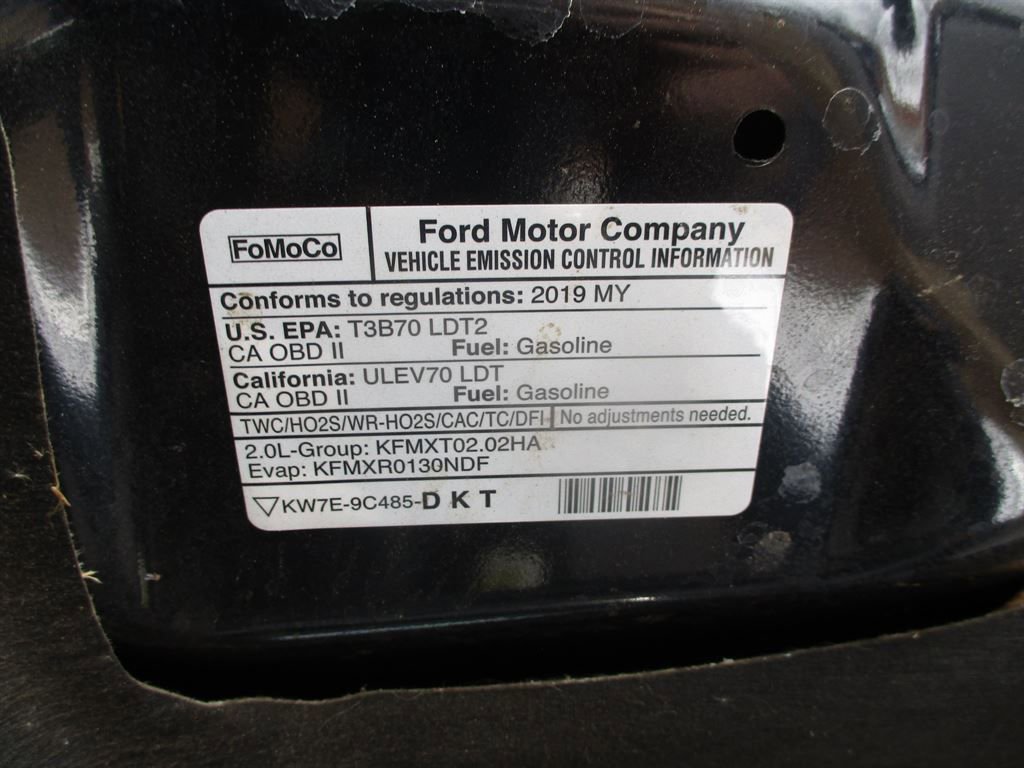 FoMoCo
Ford Motor Company
VEHICLE EMISSION CONTROL INFORMATION
Conforms to regulations: 2019 MY
U.S. EPA: T3B70 LDT2
CA OBD II Fuel: Gasoline
California: ULEV70 LDT
CA OBD II Fuel: Gasoline
TWC/HO2S/WR-HO2S/CAC/TC/DFI No adjustments needed.
2.0L-Group: KFMXT02.02HA
Evap: KFMXR0130NDF
KW7E-9C485-D K T